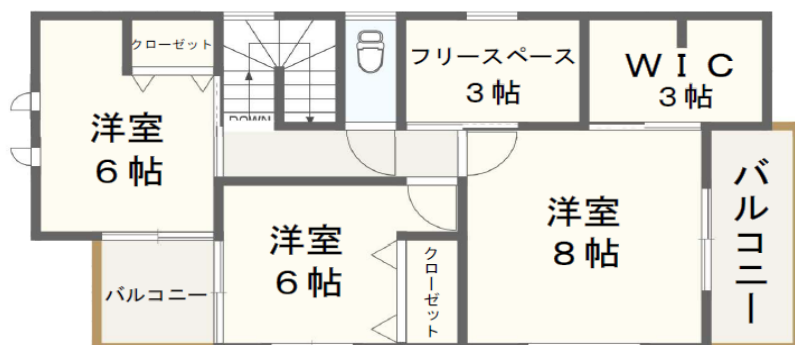 クローゼット
フリースペース
3帖
ＷＩＣ
3帖
DOWN
洋室
6帖
洋室
6帖
クローゼット
洋室
8帖
バルコニー
バルコニー